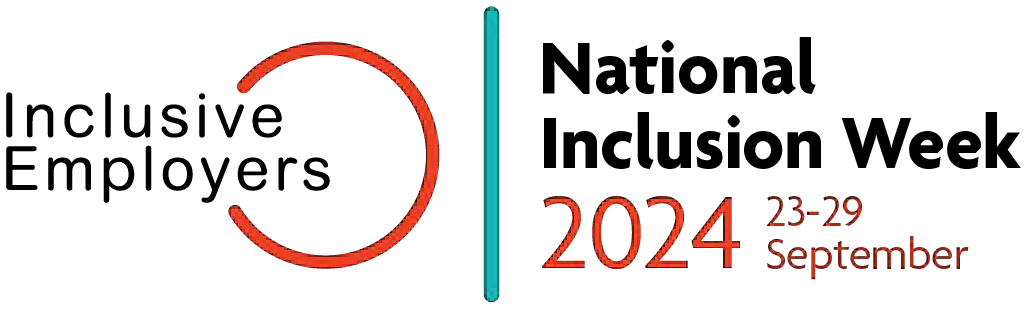 Inclusive
Employers
National
Inclusion Week
2024
23-29
September